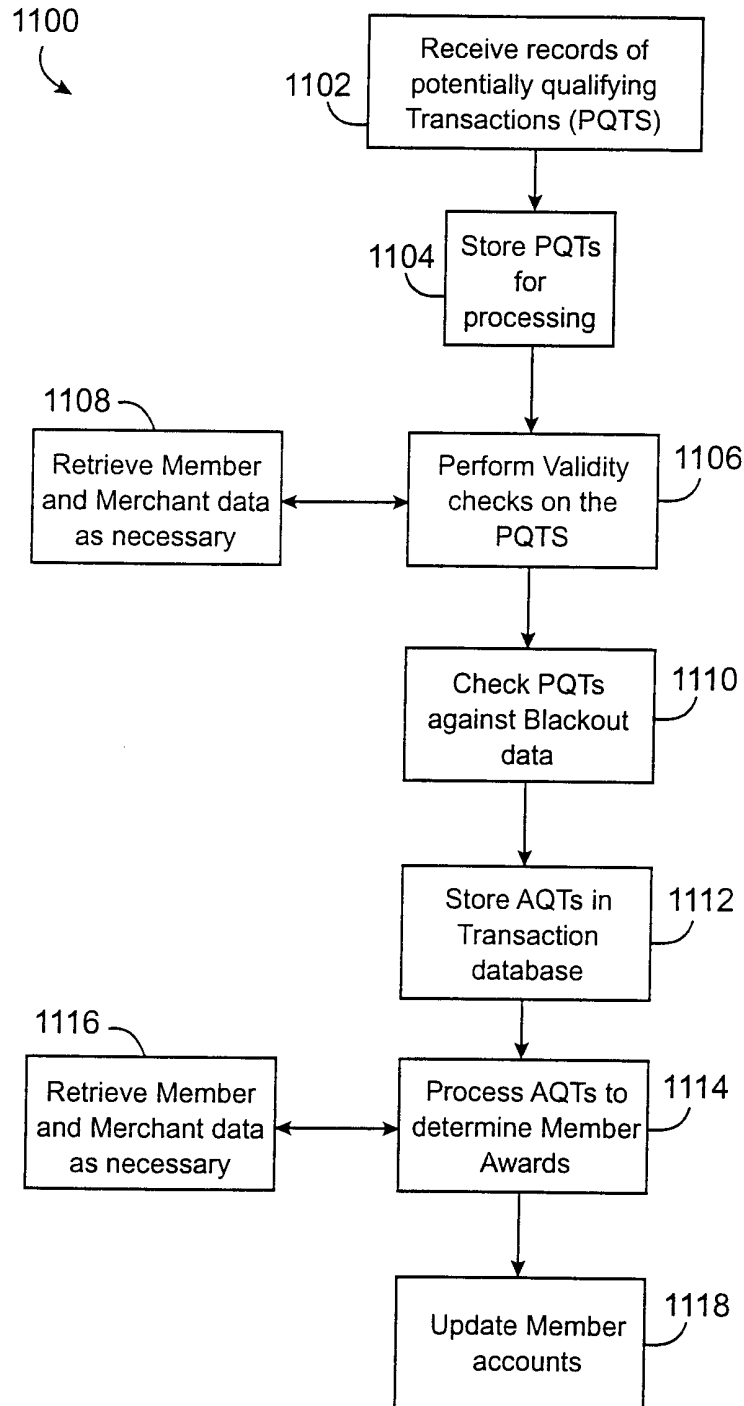 1100
1102
Receive records of
potentially qualifying
Transactions (PQTS)
1104
Store PQTs
for
processing
1108
Retrieve Member
and Merchant data
as necessary
Perform Validity
checks on the
PQTS
1106
Check PQTs
against Blackout
data
1110
Store AQTs in
Transaction
database
1112
1116
Retrieve Member
and Merchant data
as necessary
Process AQTs to
determine Member
Awards
1114
Update Member
accounts
1118